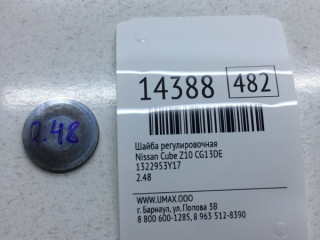 2.48
14388 482
Шайба регулировочная
Nissan Cube Z10 CG13DE
1322953Y17
2.48
WWW.UMAX.OOO
г. Барнаул, ул. Попова 3В
8 800 600-1285, 8 963 512-8390